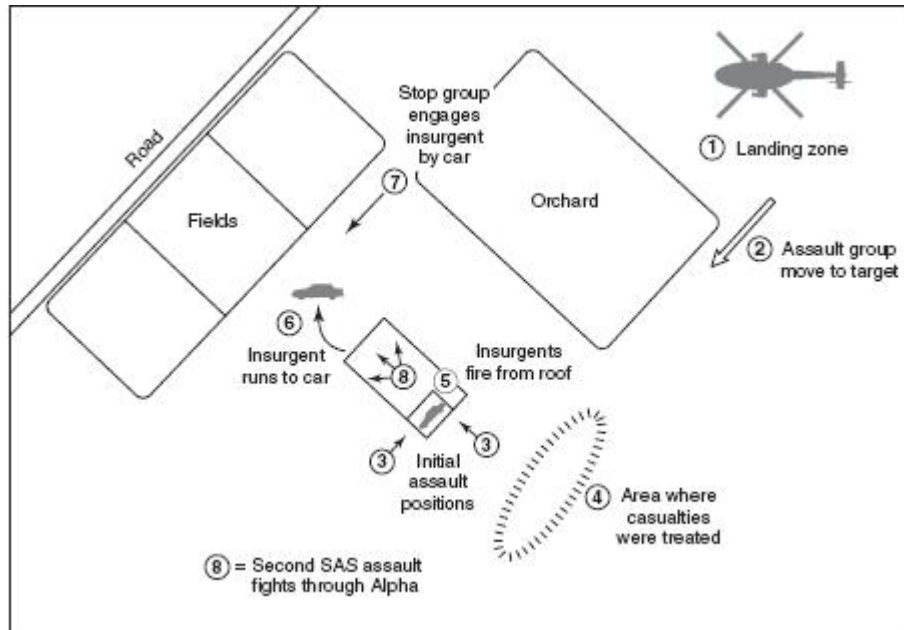 Road
Stop group
engages
insurgent
by car
7
Fields
Orchard
1 Landing zone
2 Assault group
move to
target
6
Insurgent
runs to car
8
5
Insurgents
fire from roof
3
3
Initial
assault
positions
4 Area where
casualties
were treated
8 = Second SAS assault
fights through Alpha